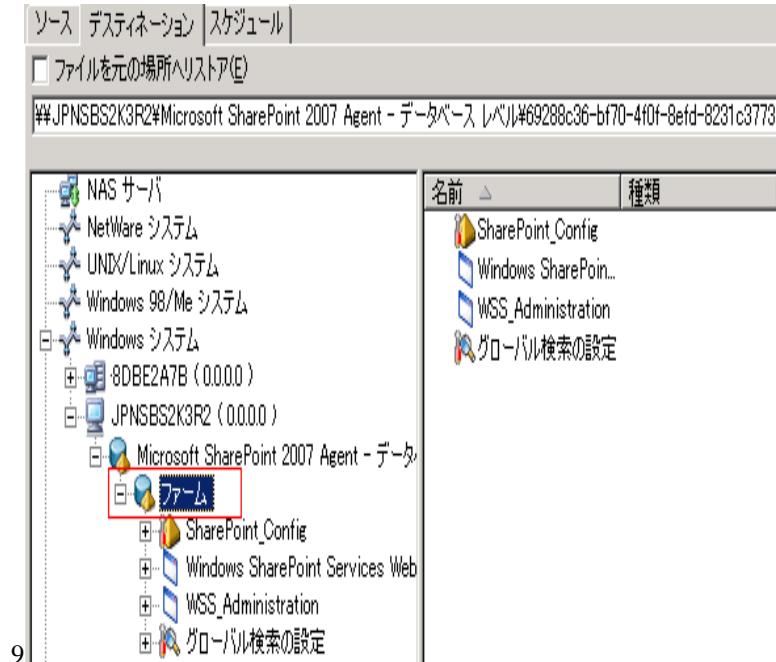 ソース デスティネーション スケジュール
ファイルを元の場所へリストア(E)
¥¥JPNSBS2K3R2¥Microsoft SharePoint 2007 Agent - データベース レベル¥69288c36-bf70-4f0f-8efd-8231c3773
NAS サーバ
NetWare システム
UNIX/Linux システム
Windows 98/Me システム
Windows システム
8DBE2A7B (0.0.0.0)
JPNSBS2K3R2 (0.0.0.0)
Microsoft SharePoint 2007 Agent - データ
ファーム
SharePoint_Config
Windows SharePoint Services Web
WSS_Administration
グローバル検索の設定
名前 種類
SharePoint_Config
Windows SharePoin...
WSS_Administration
グローバル検索の設定
9